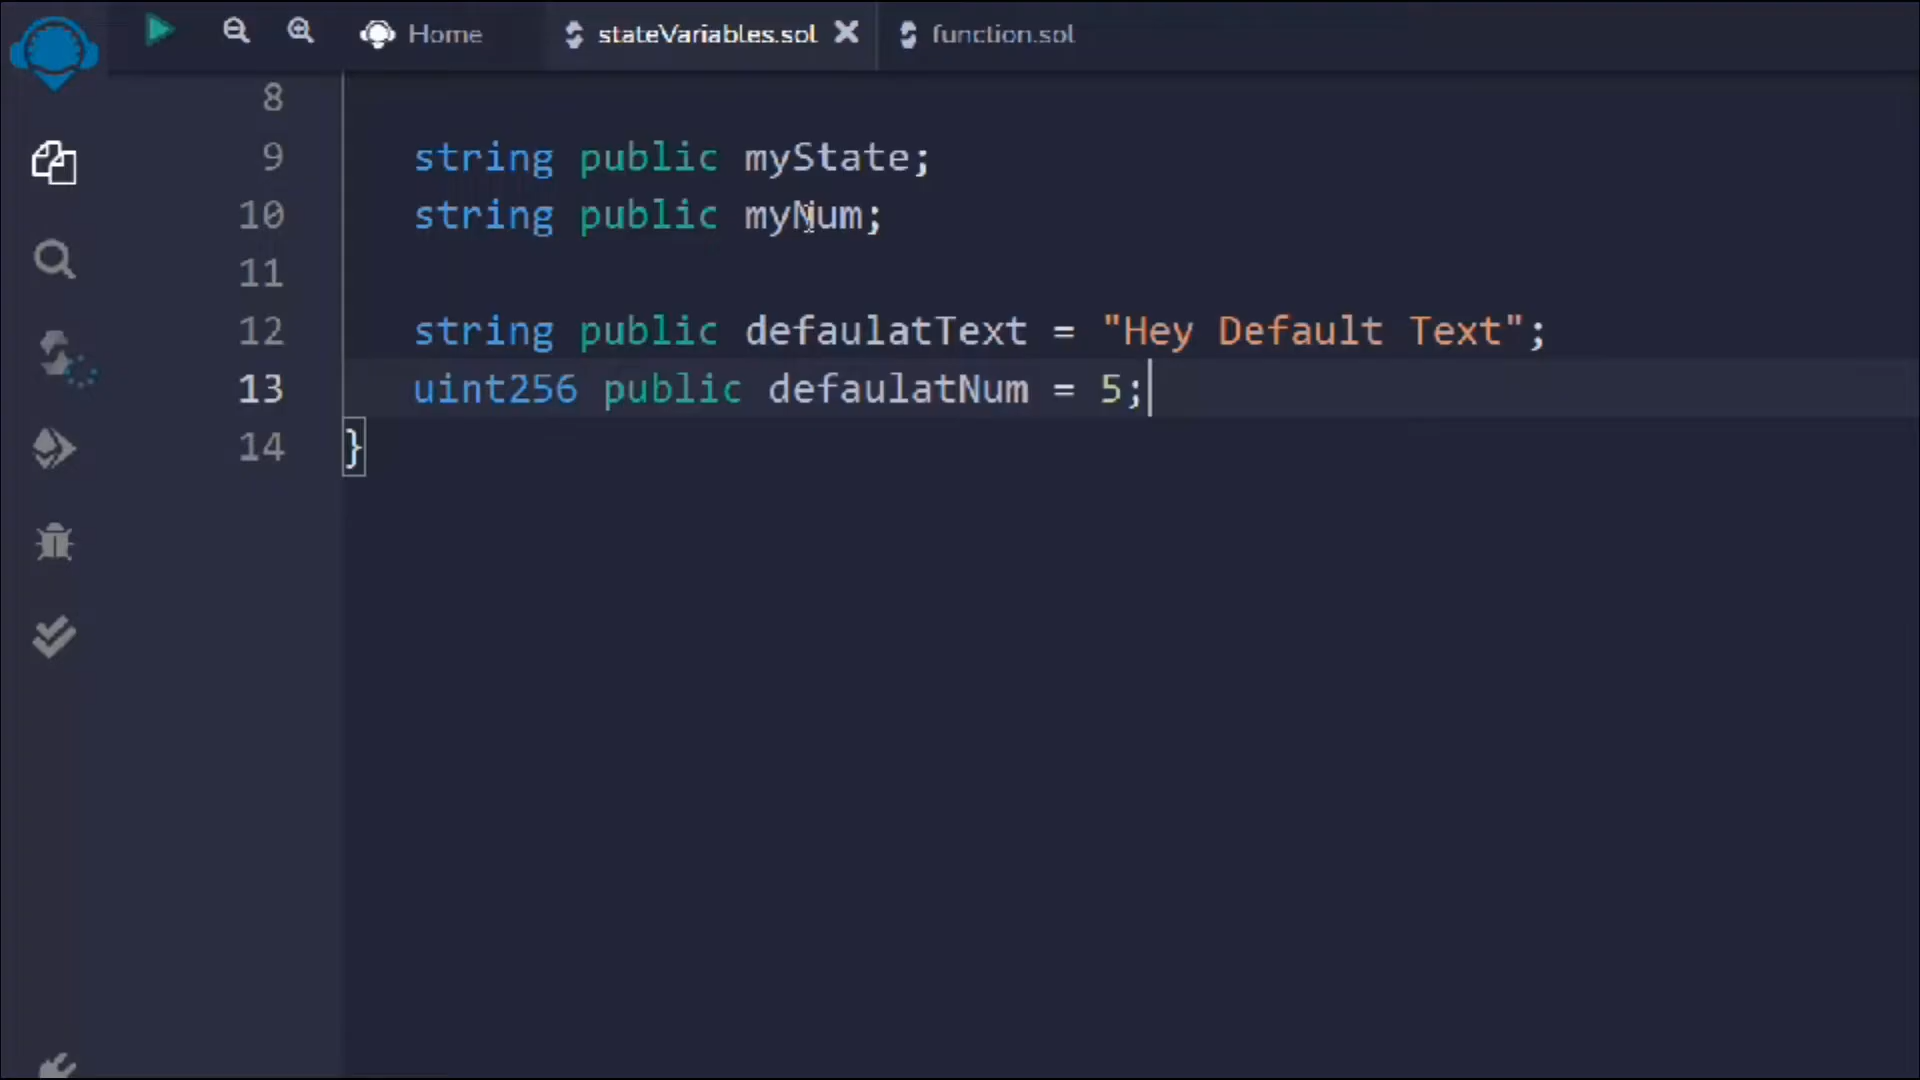 Home stateVariables.sol function.sol
8
9 string public myState;
10 string public myNum;
11
12 string public defaulatText = "Hey Default Text";
13 uint256 public defaulatNum = 5;
14 }